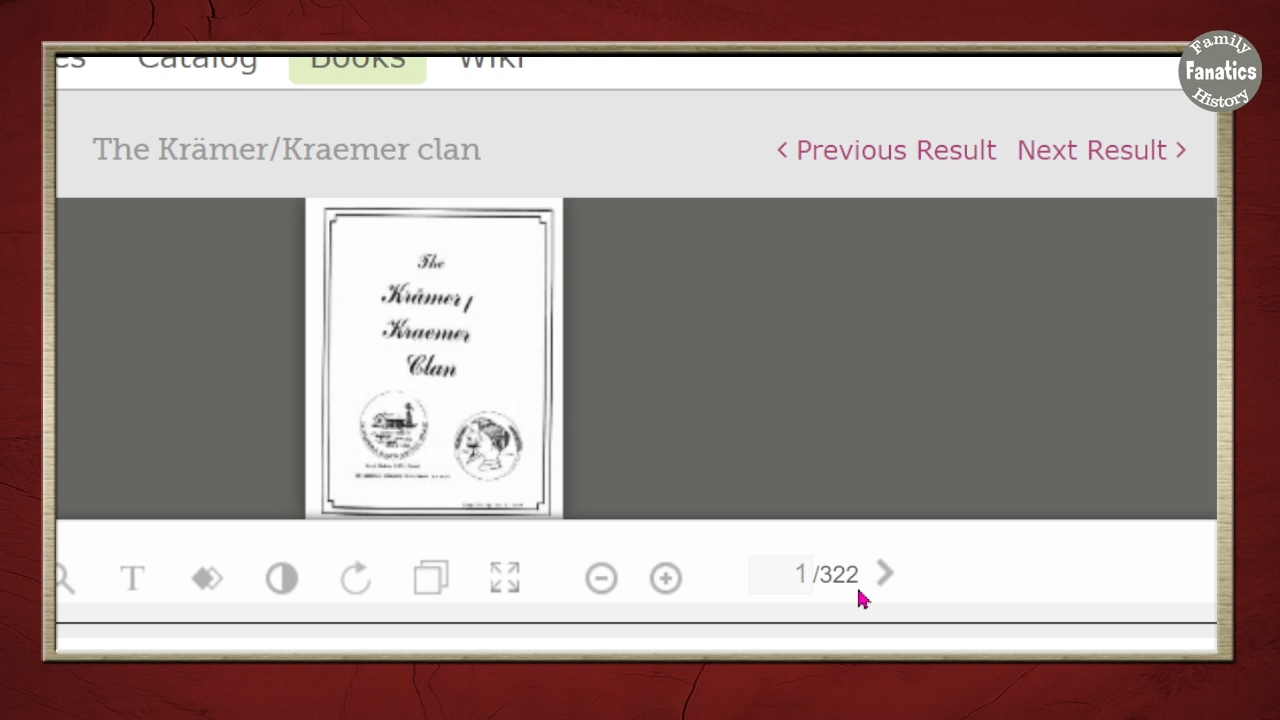 es Catalog Books Wiki
Family
Fanatics
History
The Krämer/Kraemer clan
< Previous Result Next Result >
The
Krämer/
Kraemer
Clan
T
1 /322